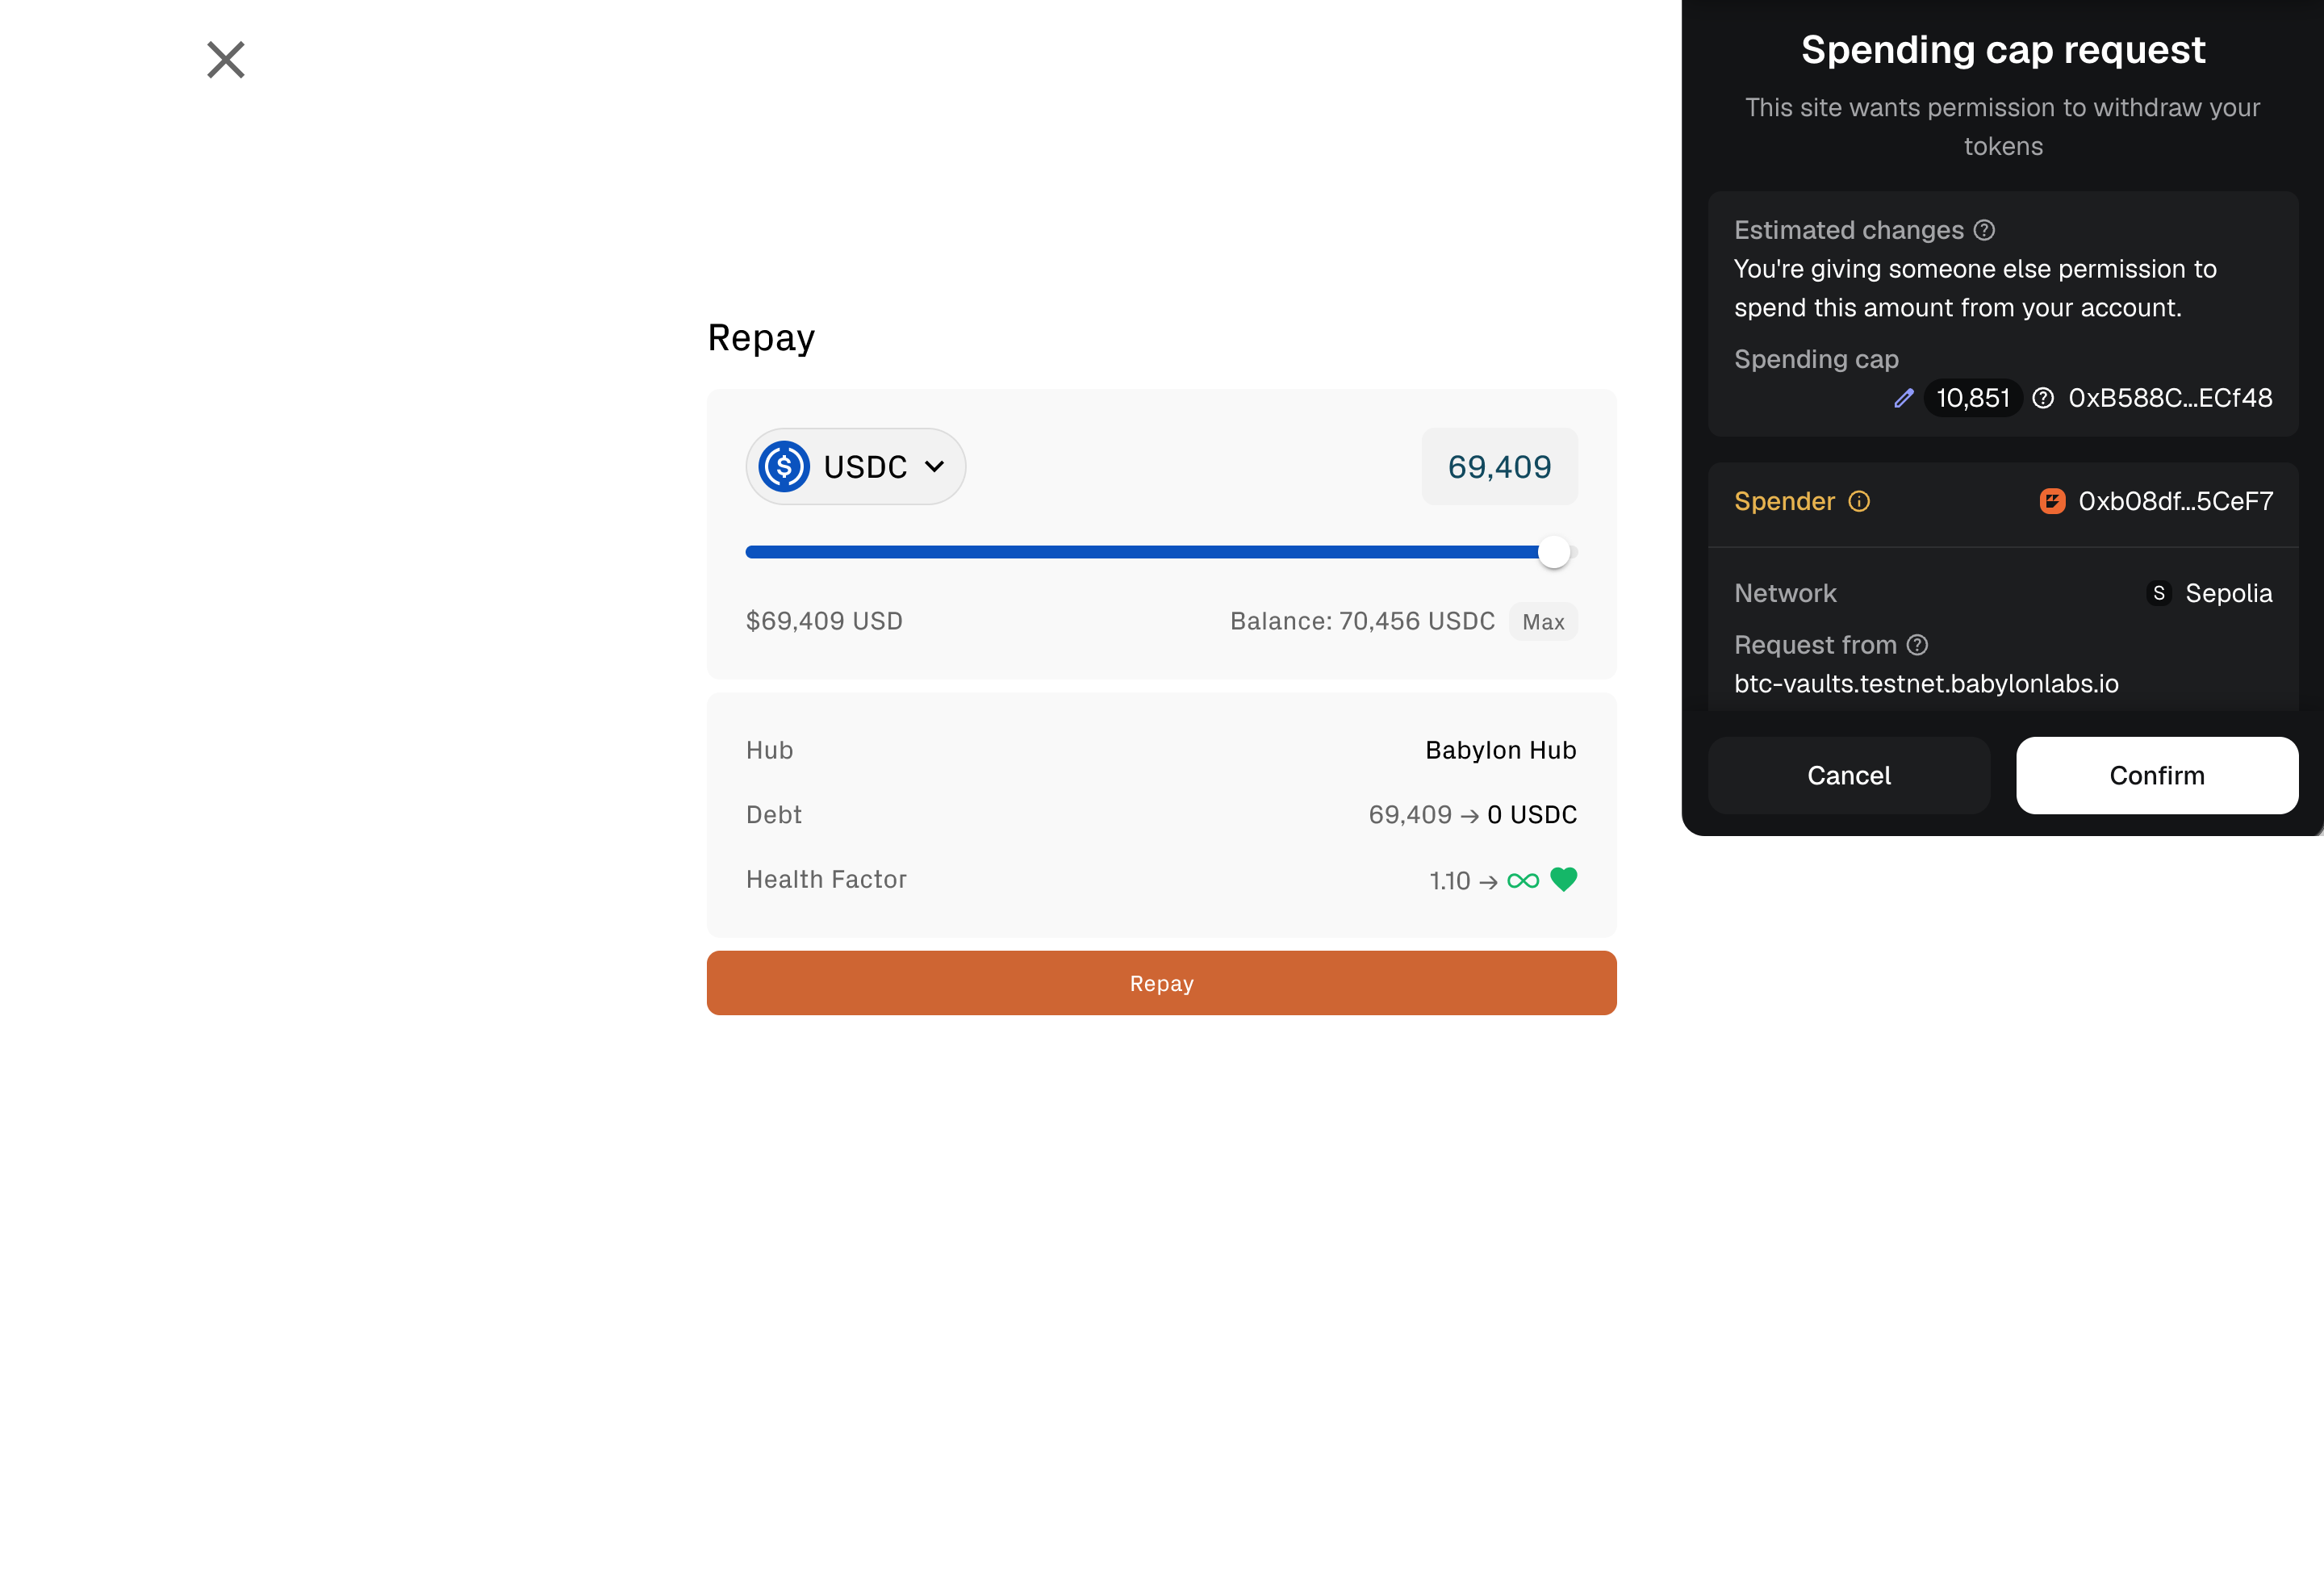 Repay
USDC
69,409
$69,409 USD
Balance: 70,456 USDC
Max
Hub
Babylon Hub
Debt
69,409 → 0 USDC
Health Factor
1.10 → ∞
Repay
Spending cap request
This site wants permission to withdraw your
tokens
Estimated changes
You're giving someone else permission to
spend this amount from your account.
Spending cap
10,851 0xB588C...ECf48
Spender
0xb08df...5CeF7
Network
S Sepolia
Request from
btc-vaults.testnet.babylonlabs.io
Cancel
Confirm